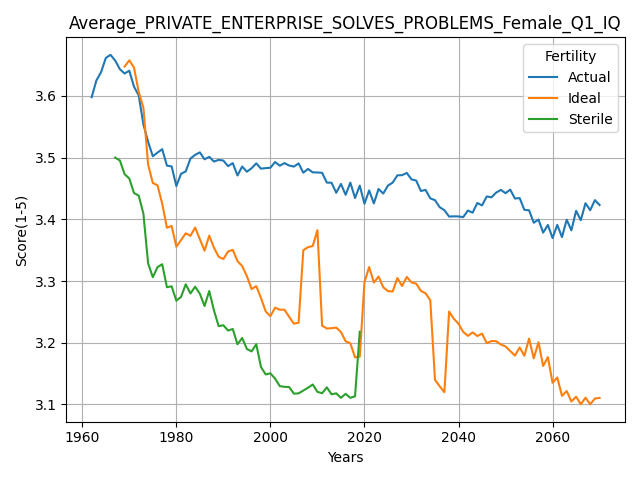 Average_PRIVATE_ENTERPRISE_SOLVES_PROBLEMS_Female_Q1_IQ
Fertility
Actual
Ideal
Sterile
Score(1-5)
3.6
3.5
3.4
3.3
3.2
3.1
1960 1980 2000 2020 2040 2060
Years